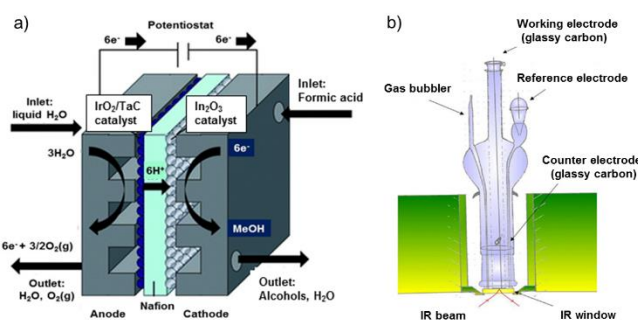 a)
Potentiostat
6e⁻
6e⁻
Inlet:
liquid H₂O
IrO₂/TaC
catalyst
In₂O₃
catalyst
Inlet:
Formic acid
3H₂O
6H⁺
6e⁻
MeOH
6e⁻+ 3/2O₂(g)
Outlet:
H₂O, O₂(g)
Outlet:
Alcohols, H₂O
Anode
Nafion
Cathode
b)
Working electrode
(glassy carbon)
Reference electrode
Gas bubbler
Counter electrode
(glassy carbon)
IR beam
IR window